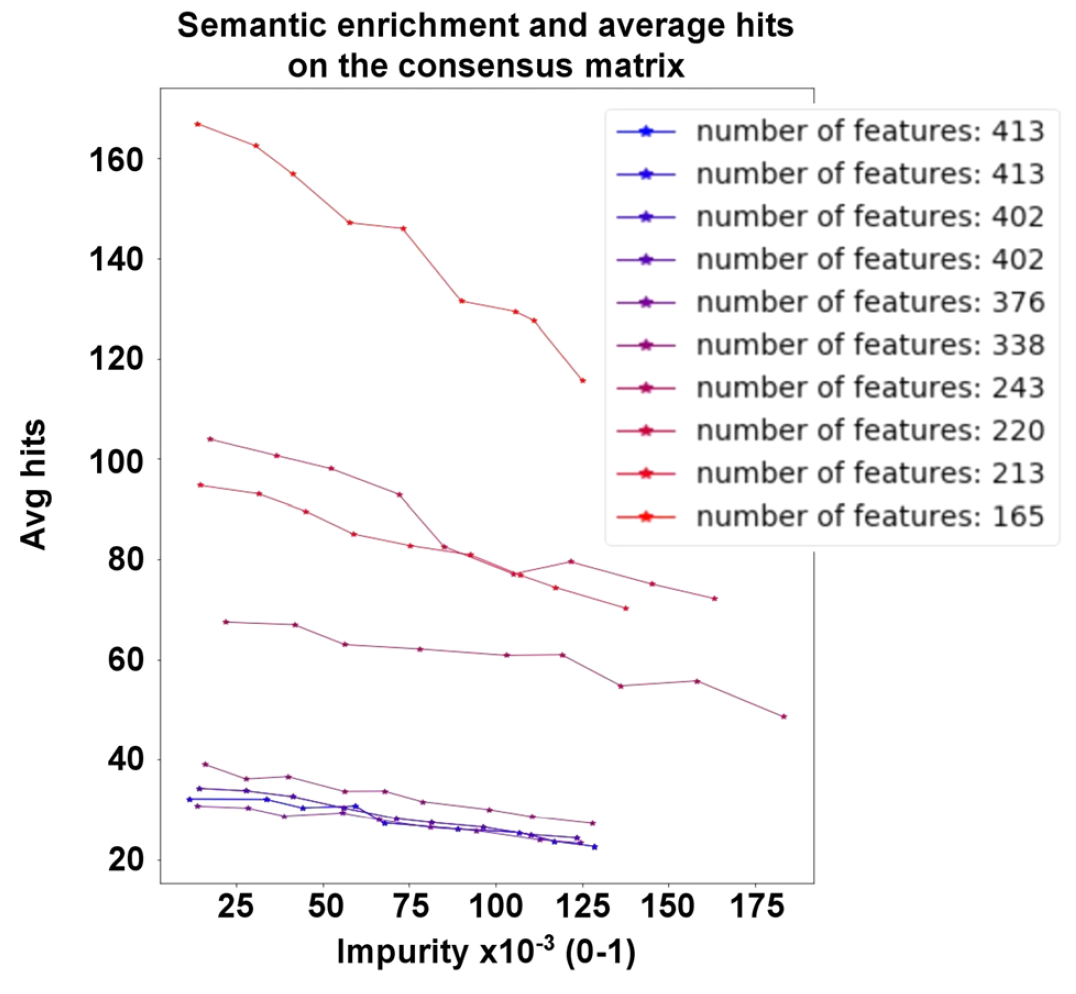 Semantic enrichment and average hits
on the consensus matrix
number of features: 413
number of features: 413
number of features: 402
number of features: 402
number of features: 376
number of features: 338
number of features: 243
number of features: 220
number of features: 213
number of features: 165
Avg hits
160
140
120
100
80
60
40
20
25 50 75 100 125 150 175
Impurity x10⁻³ (0-1)